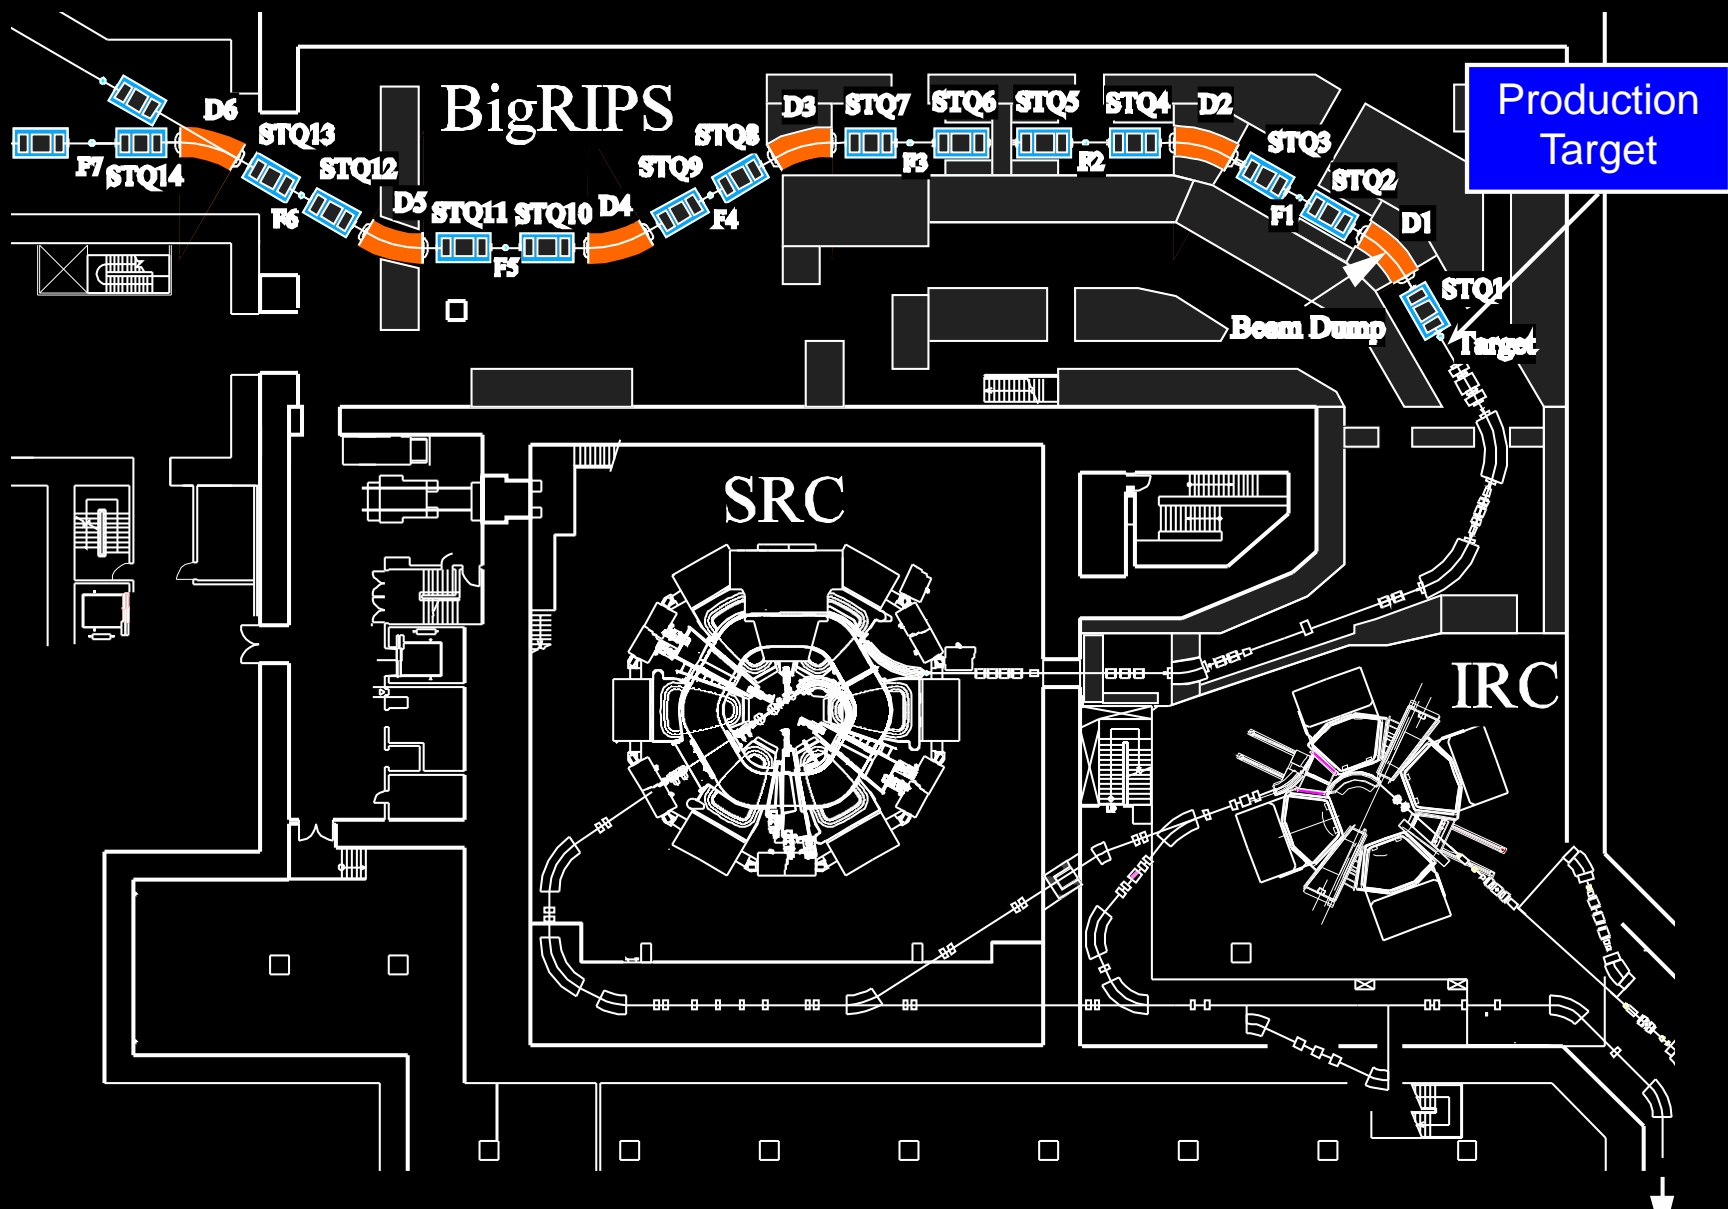 Production
Target
BigRIPS
D6
STQ13
STQ12
F7
STQ14
F6
D5
STQ11
F5
STQ10
D4
STQ9
STQ8
F4
D3
STQ7
F3
STQ6
STQ5
F2
STQ4
D2
STQ3
F1
STQ2
D1
STQ1
Beam Dump
Target
SRC
IRC